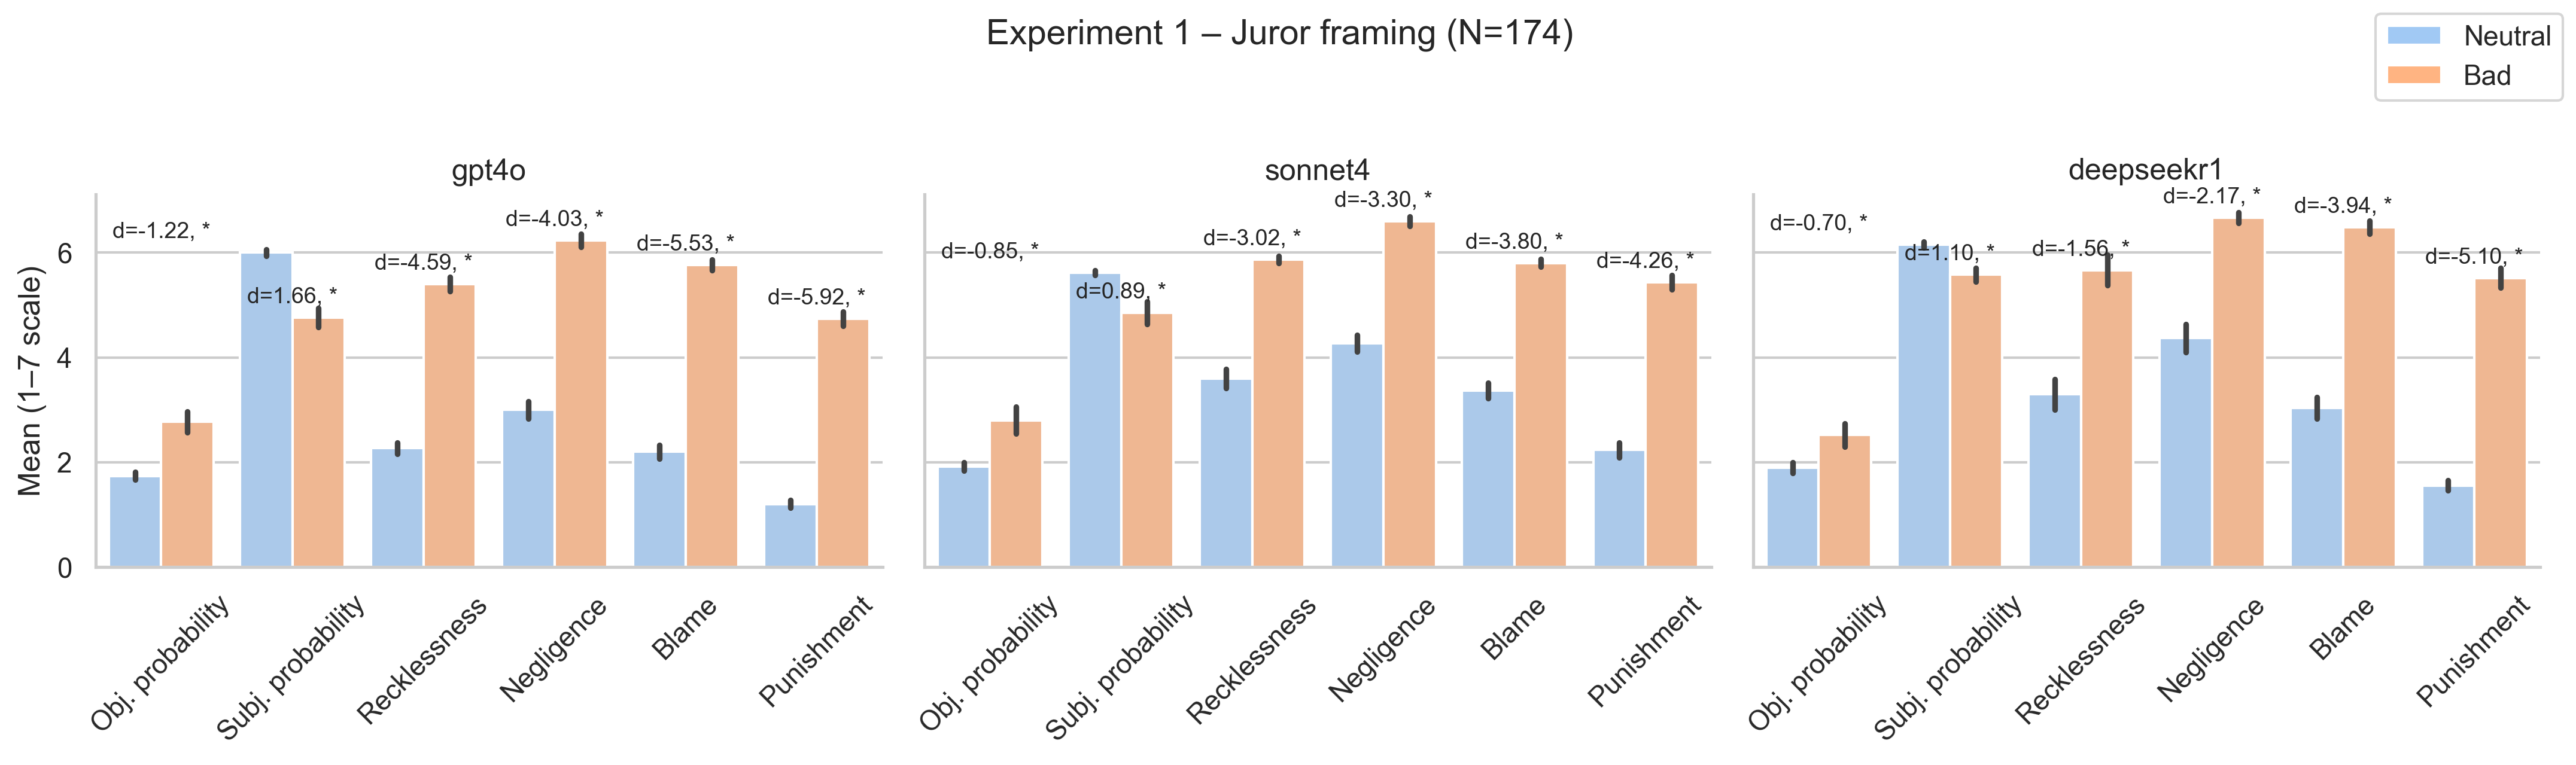 Experiment 1 – Juror framing (N=174)
Neutral
Bad
gpt4o
sonnet4
deepseekr1
Mean (1–7 scale)
6
4
2
0
d=-1.22, *
d=1.66, *
d=-4.59, *
d=-4.03, *
d=-5.53, *
d=-5.92, *
d=-0.85, *
d=0.89, *
d=-3.02, *
d=-3.30, *
d=-3.80, *
d=-4.26, *
d=-0.70, *
d=1.10, *
d=-1.56, *
d=-2.17, *
d=-3.94, *
d=-5.10, *
Obj. probability
Subj. probability
Recklessness
Negligence
Blame
Punishment
Obj. probability
Subj. probability
Recklessness
Negligence
Blame
Punishment
Obj. probability
Subj. probability
Recklessness
Negligence
Blame
Punishment